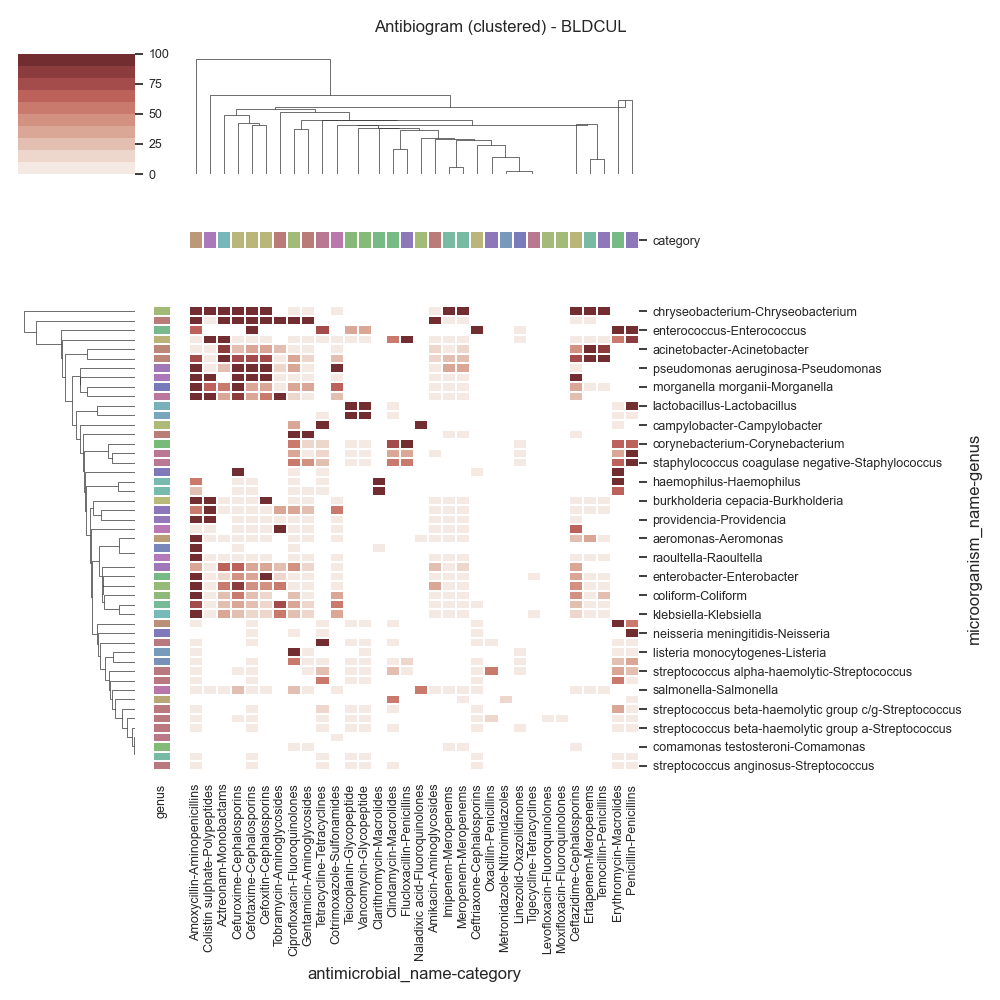 Antibiogram (clustered) - BLDCUL
100
75
50
25
0
category
chryseobacterium-Chryseobacterium
enterococcus-Enterococcus
acinetobacter-Acinetobacter
pseudomonas aeruginosa-Pseudomonas
morganella morganii-Morganella
lactobacillus-Lactobacillus
campylobacter-Campylobacter
corynebacterium-Corynebacterium
staphylococcus coagulase negative-Staphylococcus
haemophilus-Haemophilus
burkholderia cepacia-Burkholderia
providencia-Providencia
aeromonas-Aeromonas
raoultella-Raoultella
enterobacter-Enterobacter
coliform-Coliform
klebsiella-Klebsiella
neisseria meningitidis-Neisseria
listeria monocytogenes-Listeria
streptococcus alpha-haemolytic-Streptococcus
salmonella-Salmonella
streptococcus beta-haemolytic group c/g-Streptococcus
streptococcus beta-haemolytic group a-Streptococcus
comamonas testosteroni-Comamonas
streptococcus anginosus-Streptococcus
microorganism_name-genus
genus
Amoxycillin-Aminopenicillins
Colistin sulphate-Polypeptides
Aztreonam-Monobactams
Cefuroxime-Cephalosporins
Cefotaxime-Cephalosporins
Cefoxitin-Cephalosporins
Tobramycin-Aminoglycosides
Ciprofloxacin-Fluoroquinolones
Gentamicin-Aminoglycosides
Tetracycline-Tetracyclines
Cotrimoxazole-Sulfonamides
Teicoplanin-Glycopeptide
Vancomycin-Glycopeptide
Clarithromycin-Macrolides
Clindamycin-Macrolides
Flucloxacillin-Penicillins
Naladixic acid-Fluoroquinolones
Amikacin-Aminoglycosides
Imipenem-Meropenems
Meropenem-Meropenems
Ceftriaxone-Cephalosporins
Oxacillin-Penicillins
Metronidazole-Nitroimidazoles
Linezolid-Oxazolidinones
Tigecycline-Tetracyclines
Levofloxacin-Fluoroquinolones
Moxifloxacin-Fluoroquinolones
Ceftazidime-Cephalosporins
Ertapenem-Meropenems
Temocillin-Penicillins
Erythromycin-Macrolides
Penicillin-Penicillins
antimicrobial_name-category